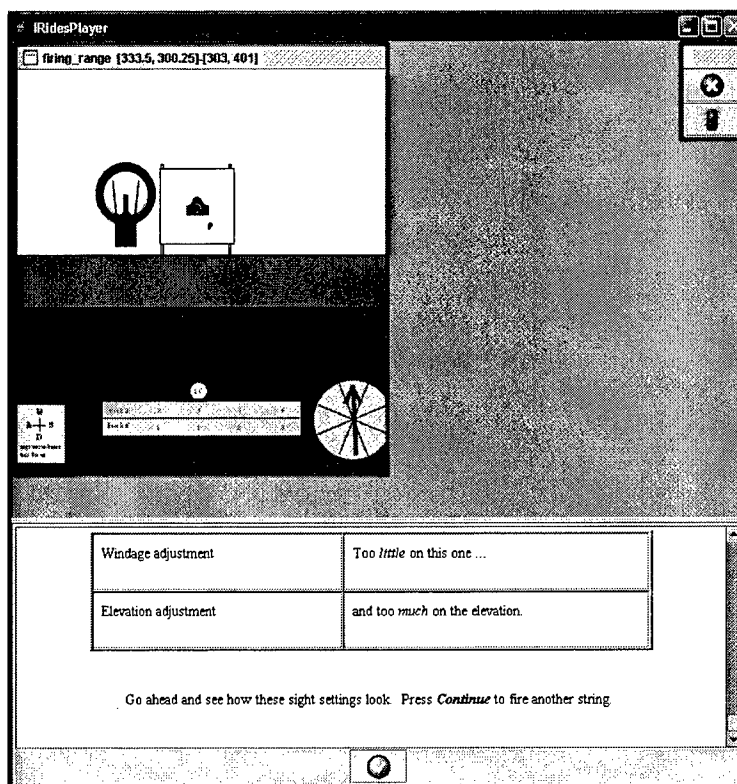 iRidesPlayer
firing_range [333.5, 300.25]-[303, 401]
Windage adjustment
Too little on this one ...
Elevation adjustment
and too much on the elevation.
Go ahead and see how these sight settings look. Press Continue to fire another string.